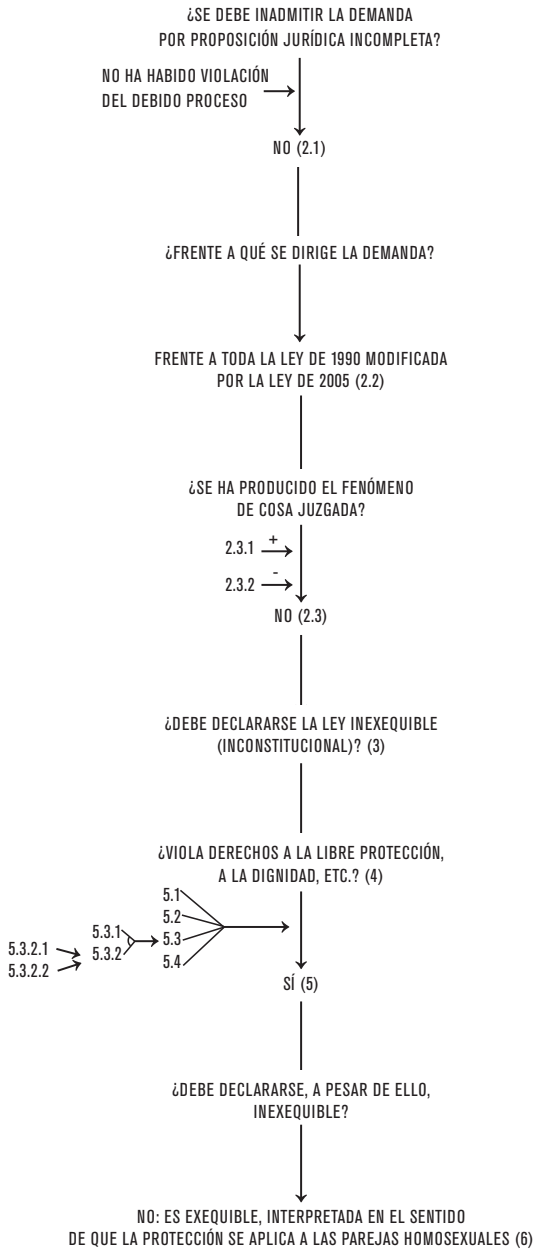 ¿SE DEBE INADMITIR LA DEMANDA
POR PROPOSICIÓN JURÍDICA INCOMPLETA?
NO HA HABIDO VIOLACIÓN
DEL DEBIDO PROCESO
NO (2.1)
¿FRENTE A QUÉ SE DIRIGE LA DEMANDA?
FRENTE A TODA LA LEY DE 1990 MODIFICADA
POR LA LEY DE 2005 (2.2)
¿SE HA PRODUCIDO EL FENÓMENO
DE COSA JUZGADA?
2.3.1 +
2.3.2 -
NO (2.3)
¿DEBE DECLARARSE LA LEY INEXEQUIBLE
(INCONSTITUCIONAL)? (3)
¿VIOLA DERECHOS A LA LIBRE PROTECCIÓN,
A LA DIGNIDAD, ETC.? (4)
5.1
5.2
5.3.1
5.3
5.3.2.1
5.3.2
5.3.2.2
5.4
SÍ (5)
¿DEBE DECLARARSE, A PESAR DE ELLO,
INEXEQUIBLE?
NO: ES EXEQUIBLE, INTERPRETADA EN EL SENTIDO
DE QUE LA PROTECCIÓN SE APLICA A LAS PAREJAS HOMOSEXUALES (6)